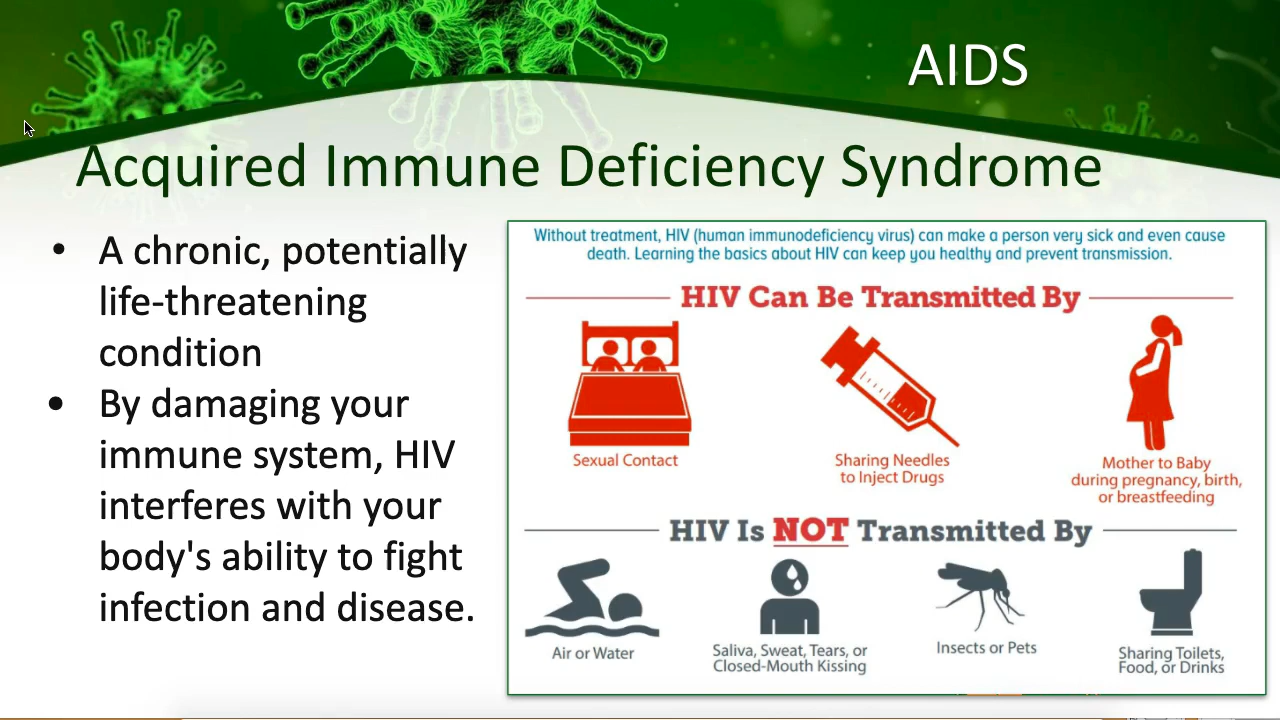 AIDS
Acquired Immune Deficiency Syndrome
• A chronic, potentially
life-threatening
condition
• By damaging your
immune system, HIV
interferes with your
body's ability to fight
infection and disease.
Without treatment, HIV (human immunodeficiency virus) can make a person very sick and even cause
death. Learning the basics about HIV can keep you healthy and prevent transmission.
HIV Can Be Transmitted By
Sexual Contact
Sharing Needles
to Inject Drugs
Mother to Baby
during pregnancy, birth,
or breastfeeding
HIV Is NOT Transmitted By
Air or Water
Saliva, Sweat, Tears, or
Closed-Mouth Kissing
Insects or Pets
Sharing Toilets,
Food, or Drinks